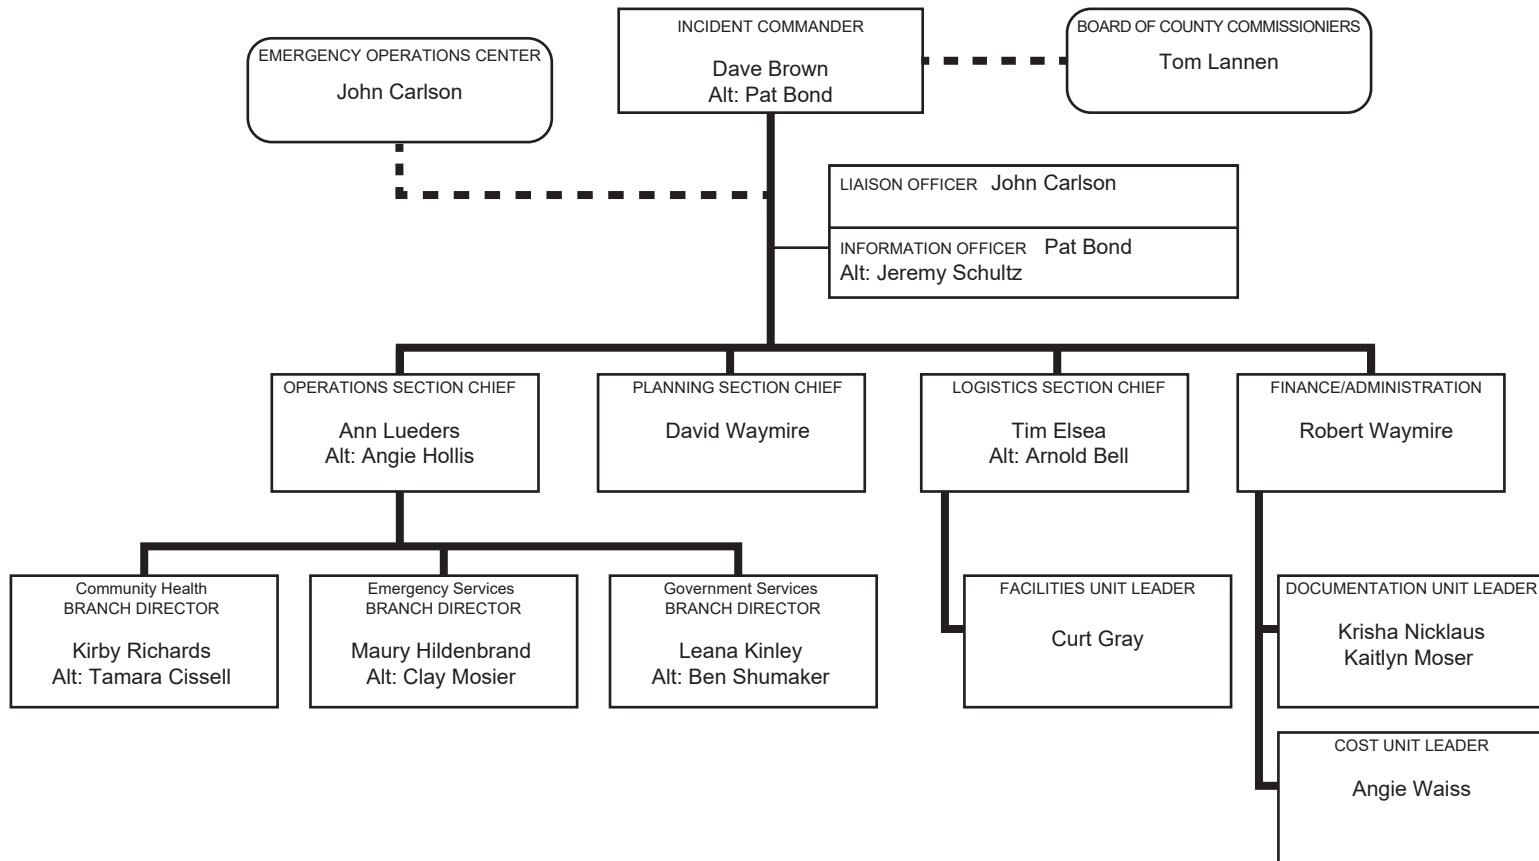 INCIDENT COMMANDER
Dave Brown
Alt: Pat Bond
BOARD OF COUNTY COMMISSIONIERS
Tom Lannen
EMERGENCY OPERATIONS CENTER
John Carlson
LIAISON OFFICER John Carlson
INFORMATION OFFICER Pat Bond
Alt: Jeremy Schultz
OPERATIONS SECTION CHIEF
Ann Lueders
Alt: Angie Hollis
PLANNING SECTION CHIEF
David Waymire
LOGISTICS SECTION CHIEF
Tim Elsea
Alt: Arnold Bell
FINANCE/ADMINISTRATION
Robert Waymire
Community Health
BRANCH DIRECTOR
Kirby Richards
Alt: Tamara Cissell
Emergency Services
BRANCH DIRECTOR
Maury Hildenbrand
Alt: Clay Mosier
Government Services
BRANCH DIRECTOR
Leana Kinley
Alt: Ben Shumaker
FACILITIES UNIT LEADER
Curt Gray
DOCUMENTATION UNIT LEADER
Krisha Nicklaus
Kaitlyn Moser
COST UNIT LEADER
Angie Waiss